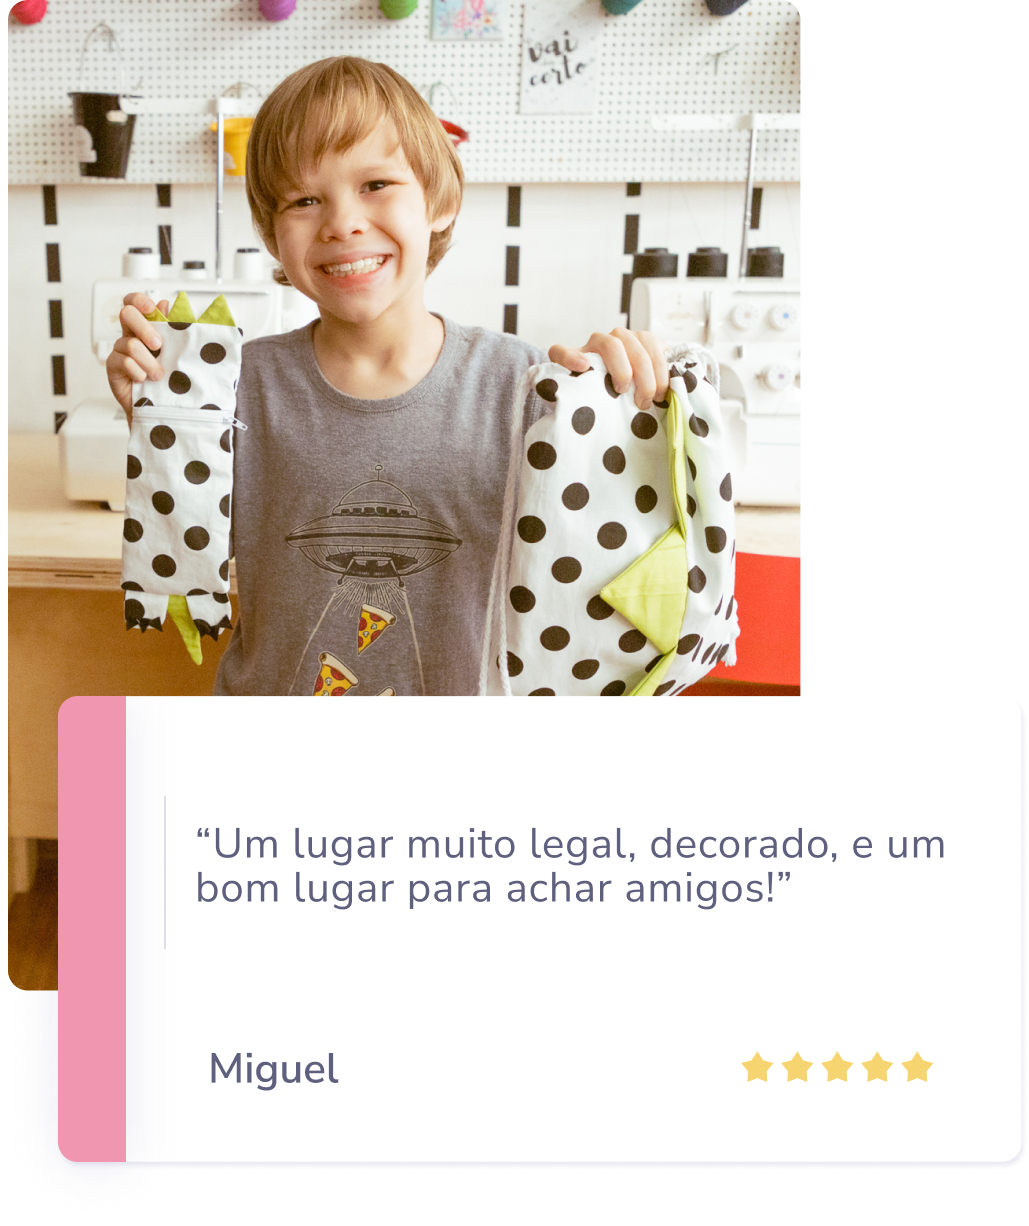 vai
certo
“Um lugar muito legal, decorado, e um
bom lugar para achar amigos!”
Miguel